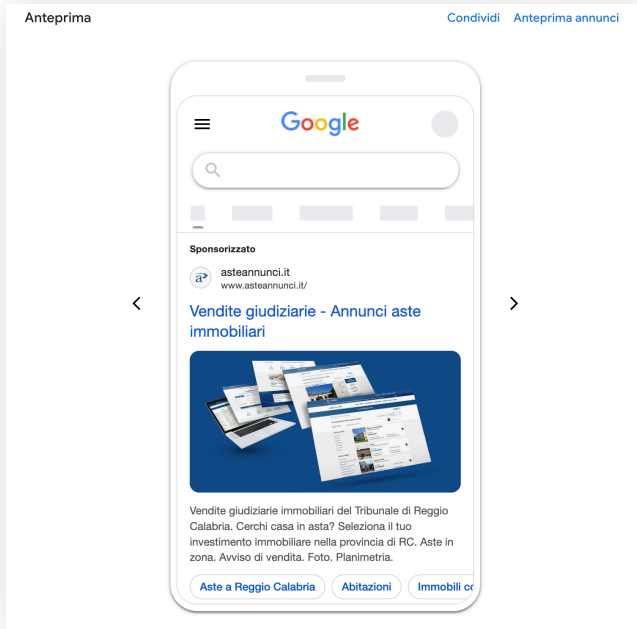 Anteprima
Condividi Anteprima annunci
Google
Sponsorizzato
asteannunci.it
www.asteannunci.it/
Vendite giudiziarie - Annunci aste
immobiliari
Vendite giudiziarie immobiliari del Tribunale di Reggio
Calabria. Cerchi casa in asta? Seleziona il tuo
investimento immobiliare nella provincia di RC. Aste in
zona. Avviso di vendita. Foto. Planimetria.
Aste a Reggio Calabria Abitazioni Immobili